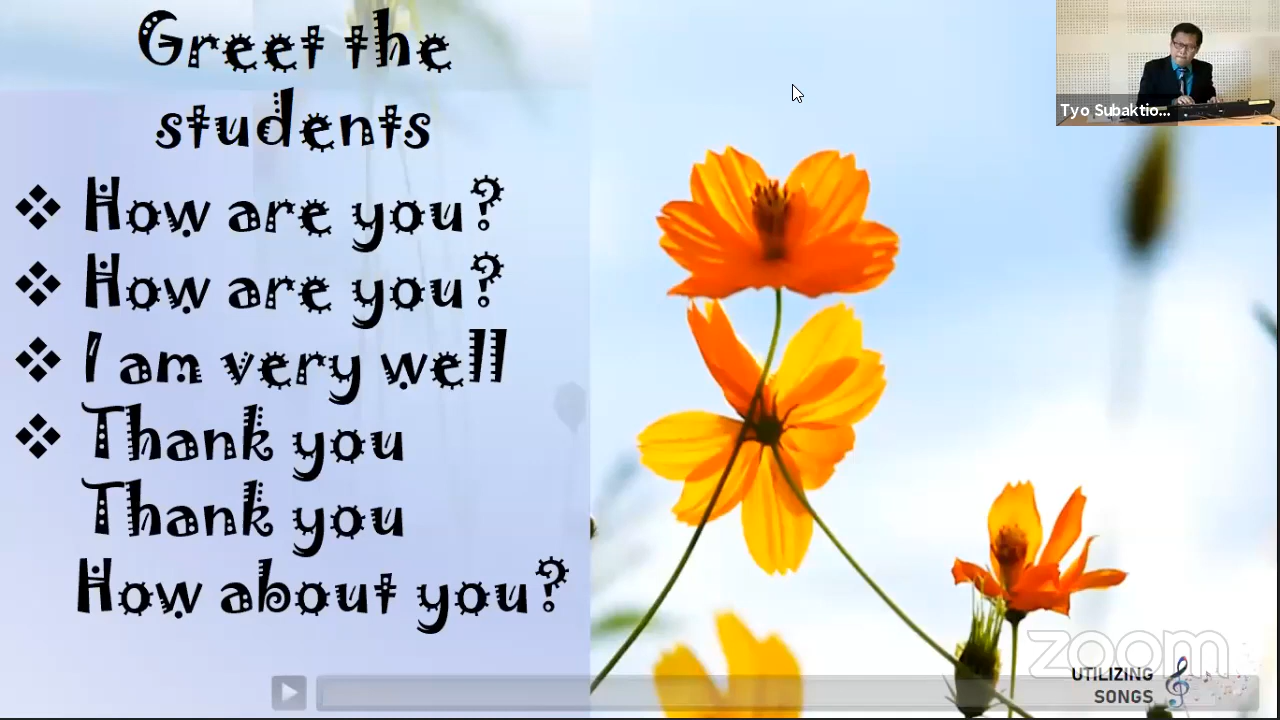 Greet the
students
❖ How are you?
❖ How are you?
❖ I am very well
❖ Thank you
Thank you
How about you?
Tyo Subaktio...
zoom
UTILIZING
SONGS